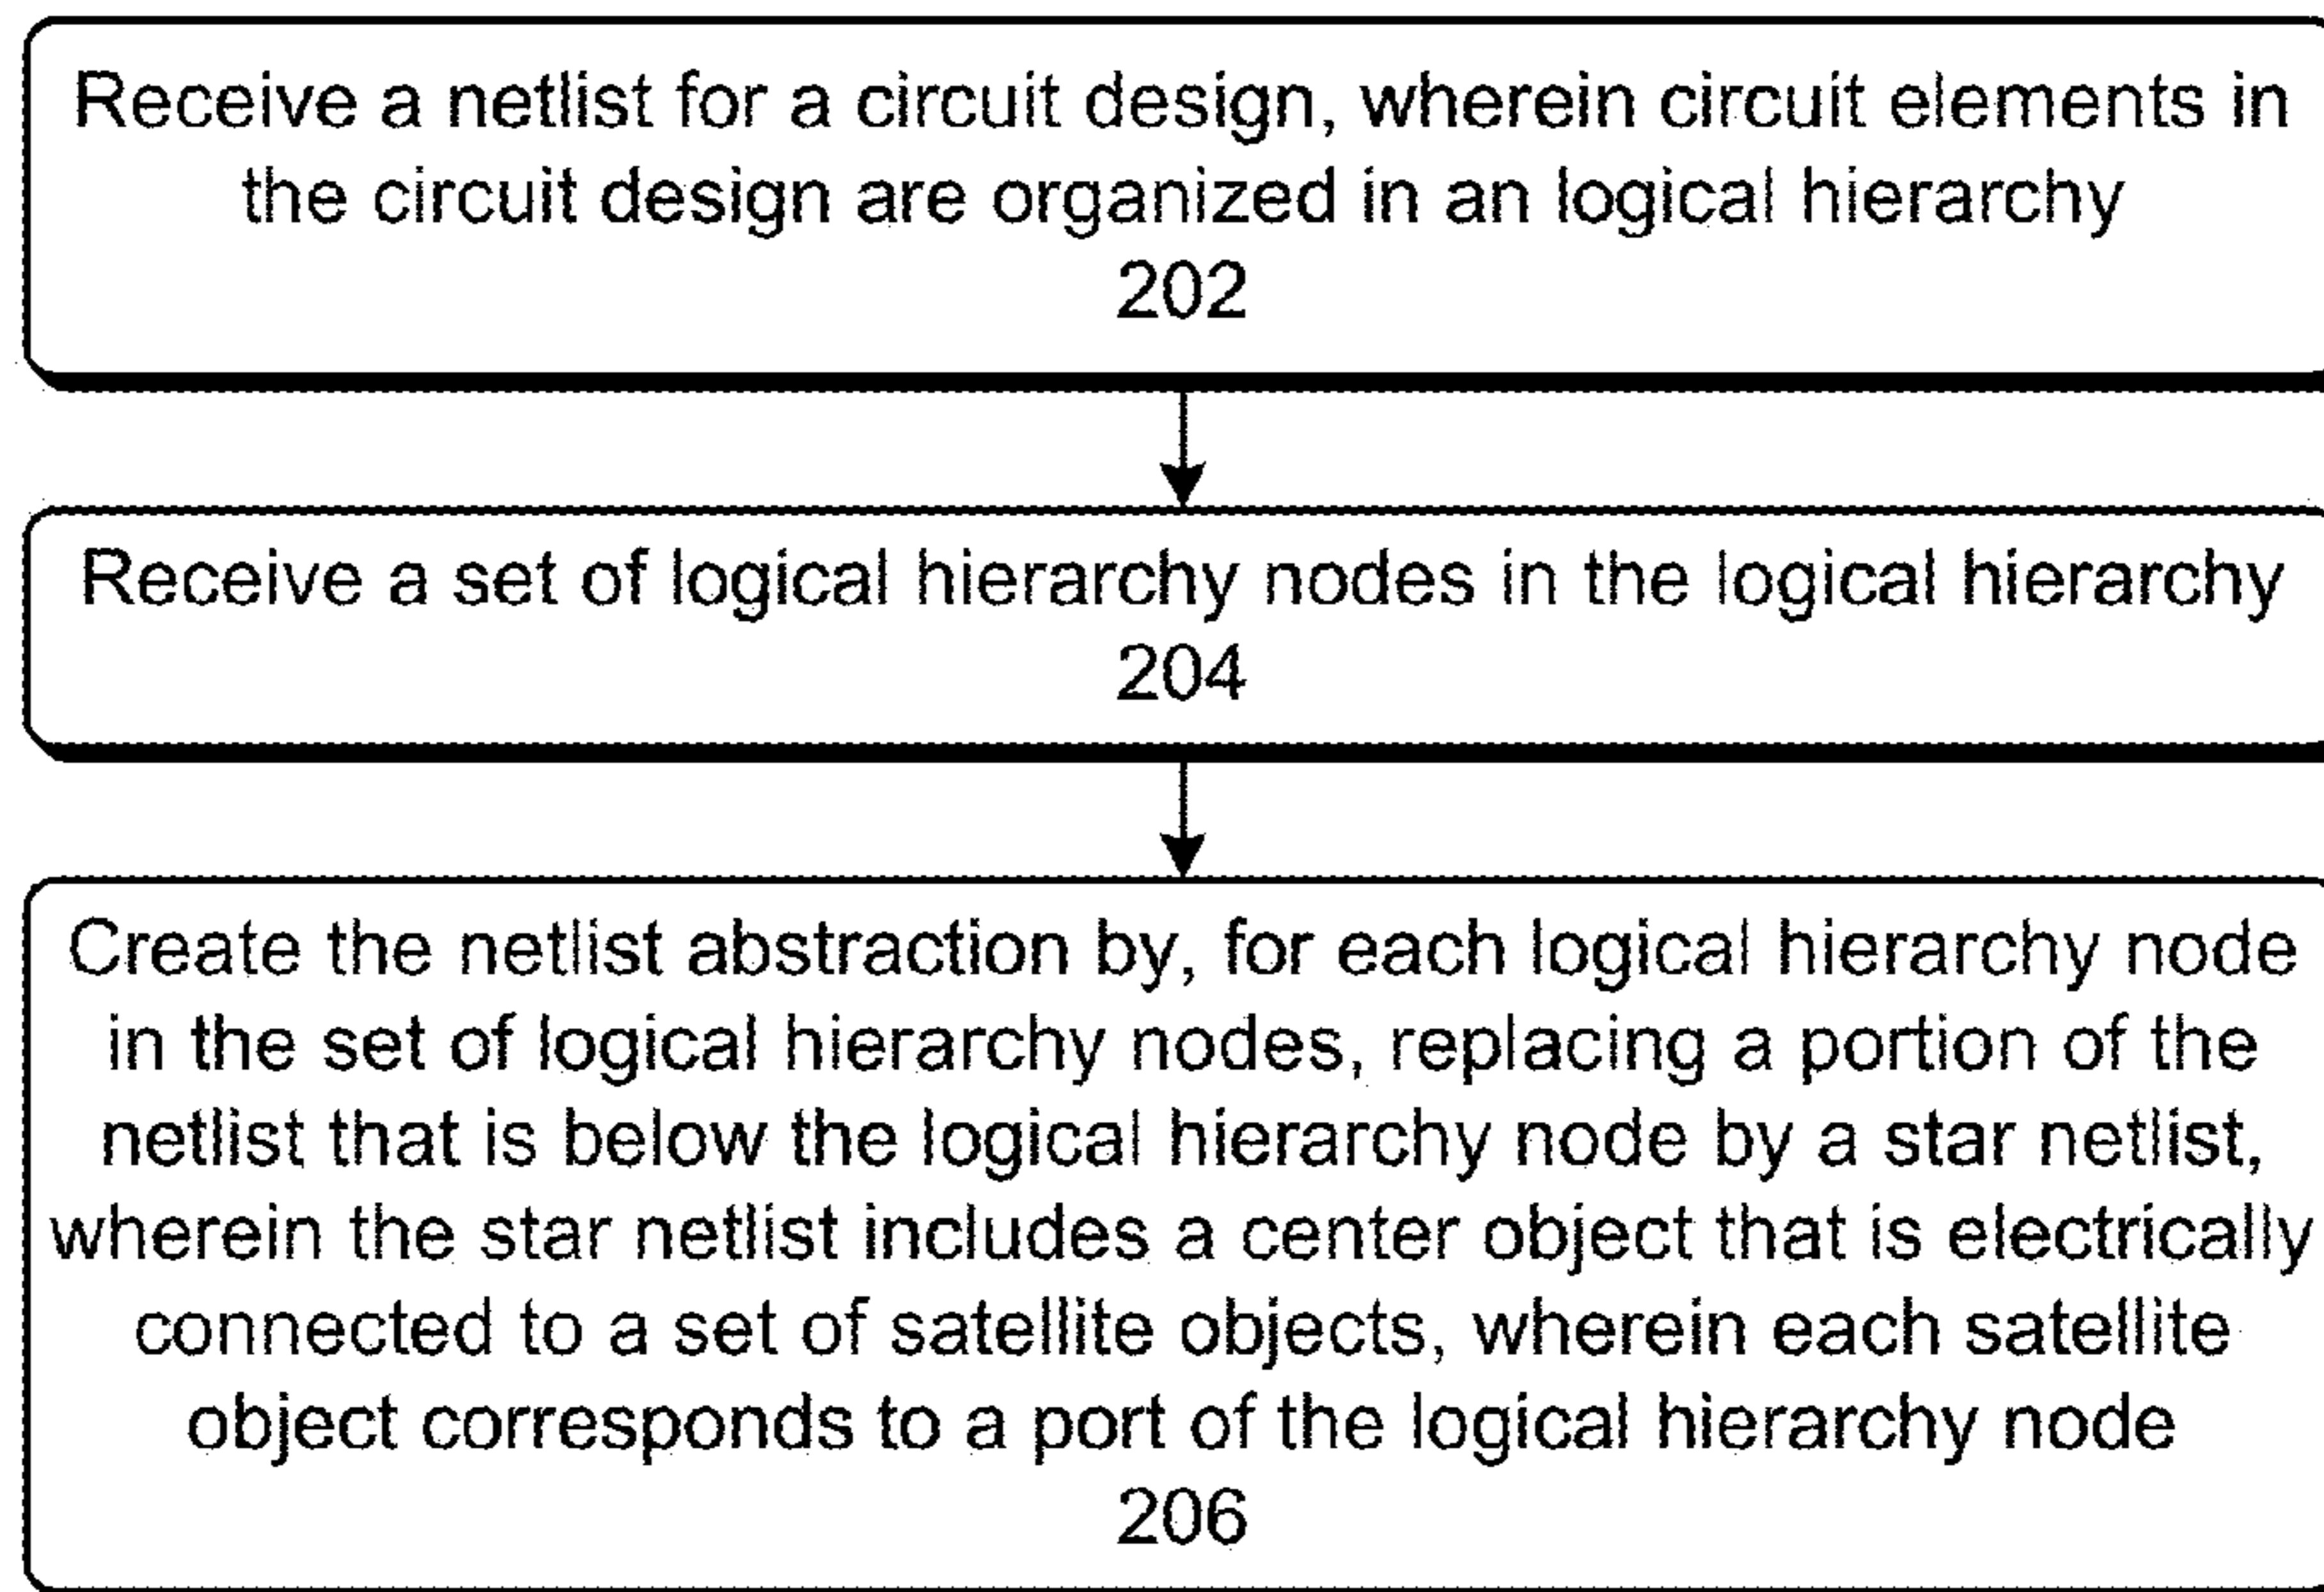 Receive a netlist for a circuit design, wherein circuit elements in
the circuit design are organized in an logical hierarchy
202
Receive a set of logical hierarchy nodes in the logical hierarchy
204
Create the netlist abstraction by, for each logical hierarchy node
in the set of logical hierarchy nodes, replacing a portion of the
netlist that is below the logical hierarchy node by a star netlist,
wherein the star netlist includes a center object that is electrically
connected to a set of satellite objects, wherein each satellite
object corresponds to a port of the logical hierarchy node
206